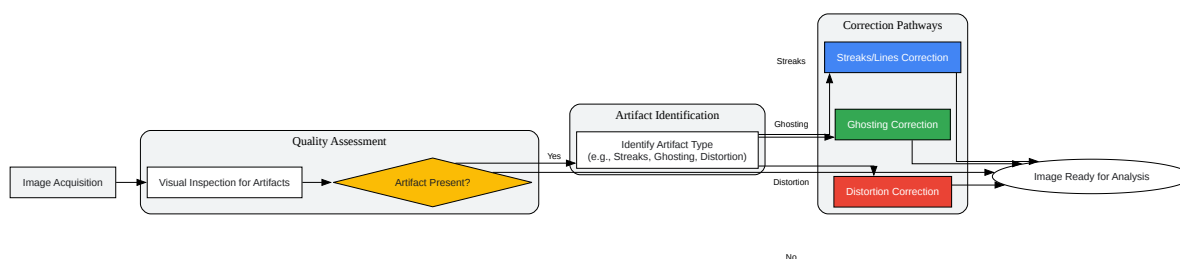 Correction Pathways
Streaks
Streaks/Lines Correction
Artifact Identification
Ghosting
Ghosting Correction
Quality Assessment
Identify Artifact Type
(e.g., Streaks, Ghosting, Distortion)
Yes
Image Acquisition
Visual Inspection for Artifacts
Artifact Present?
Distortion
Distortion Correction
Image Ready for Analysis
No